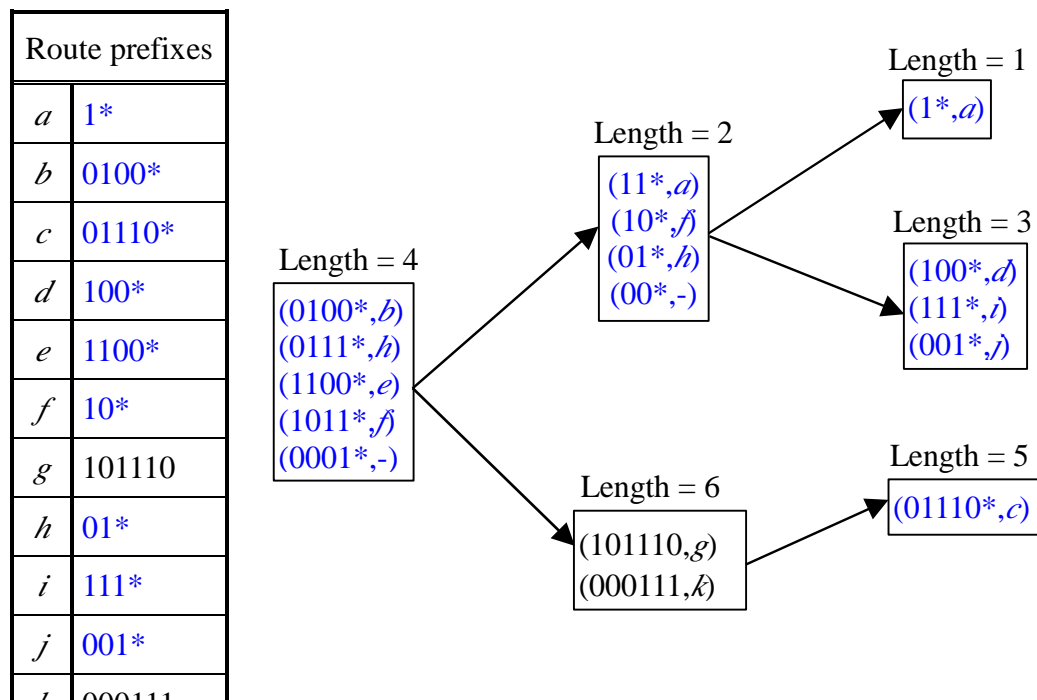 Route prefixes
a 1*
b 0100*
c 01110*
d 100*
e 1100*
f 10*
g 101110
h 01*
i 111*
j 001*
k 000111
Length = 4
(0100*,b)
(0111*,h)
(1100*,e)
(1011*,f)
(0001*,-)
Length = 2
(11*,a)
(10*,f)
(01*,h)
(00*,-)
Length = 6
(101110,g)
(000111,k)
Length = 1
(1*,a)
Length = 3
(100*,d)
(111*,i)
(001*,j)
Length = 5
(01110*,c)